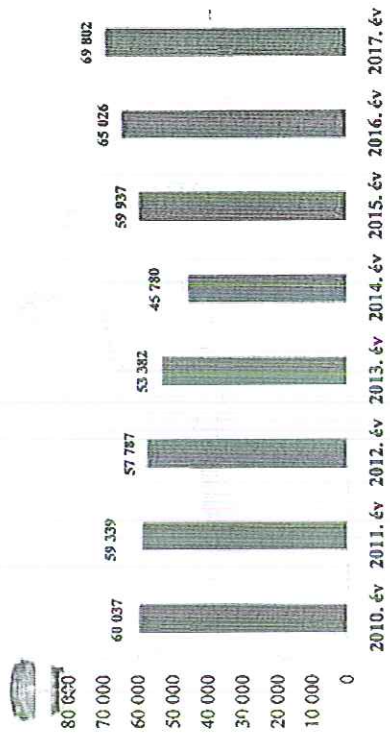 80 000
70 000
60 000
50 000
40 000
30 000
20 000
10 000
0
60 037
59 339
57 787
53 382
45 780
59 937
65 026
69 802
2010. év
2011. év
2012. év
2013. év
2014. év
2015. év
2016. év
2017. év